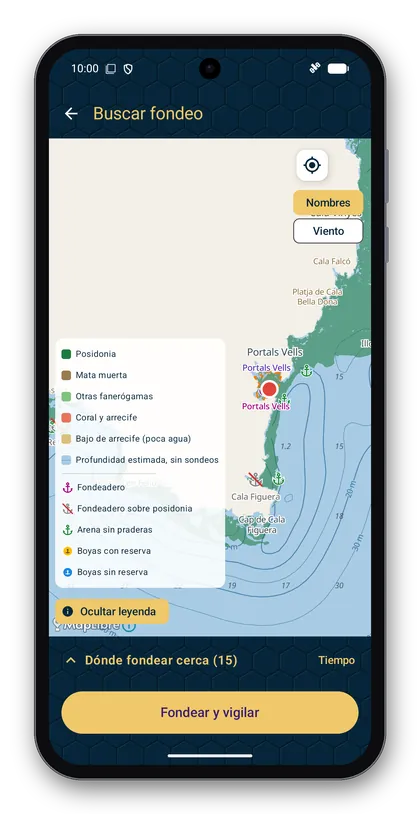 10:00
Buscar fondeo
Nombres
Viento
Cala Falcó
Platja de Cala
Bella Dona
Portals Vells
Portals Vells
Portals Vells
15
1.2
15
20 m
30 m
Cala Figuera
Cap de Cala
Figuera
19
17
30
Posidonia
Mata muerta
Otras fanerógamas
Coral y arrecife
Bajo de arrecife (poca agua)
Profundidad estimada, sin sondeos
Fondeadero
Fondeadero sobre posidonia
Arena sin praderas
Boyas con reserva
Boyas sin reserva
Ocultar leyenda
MapLibre
Dónde fondear cerca (15)
Tiempo
Fondear y vigilar